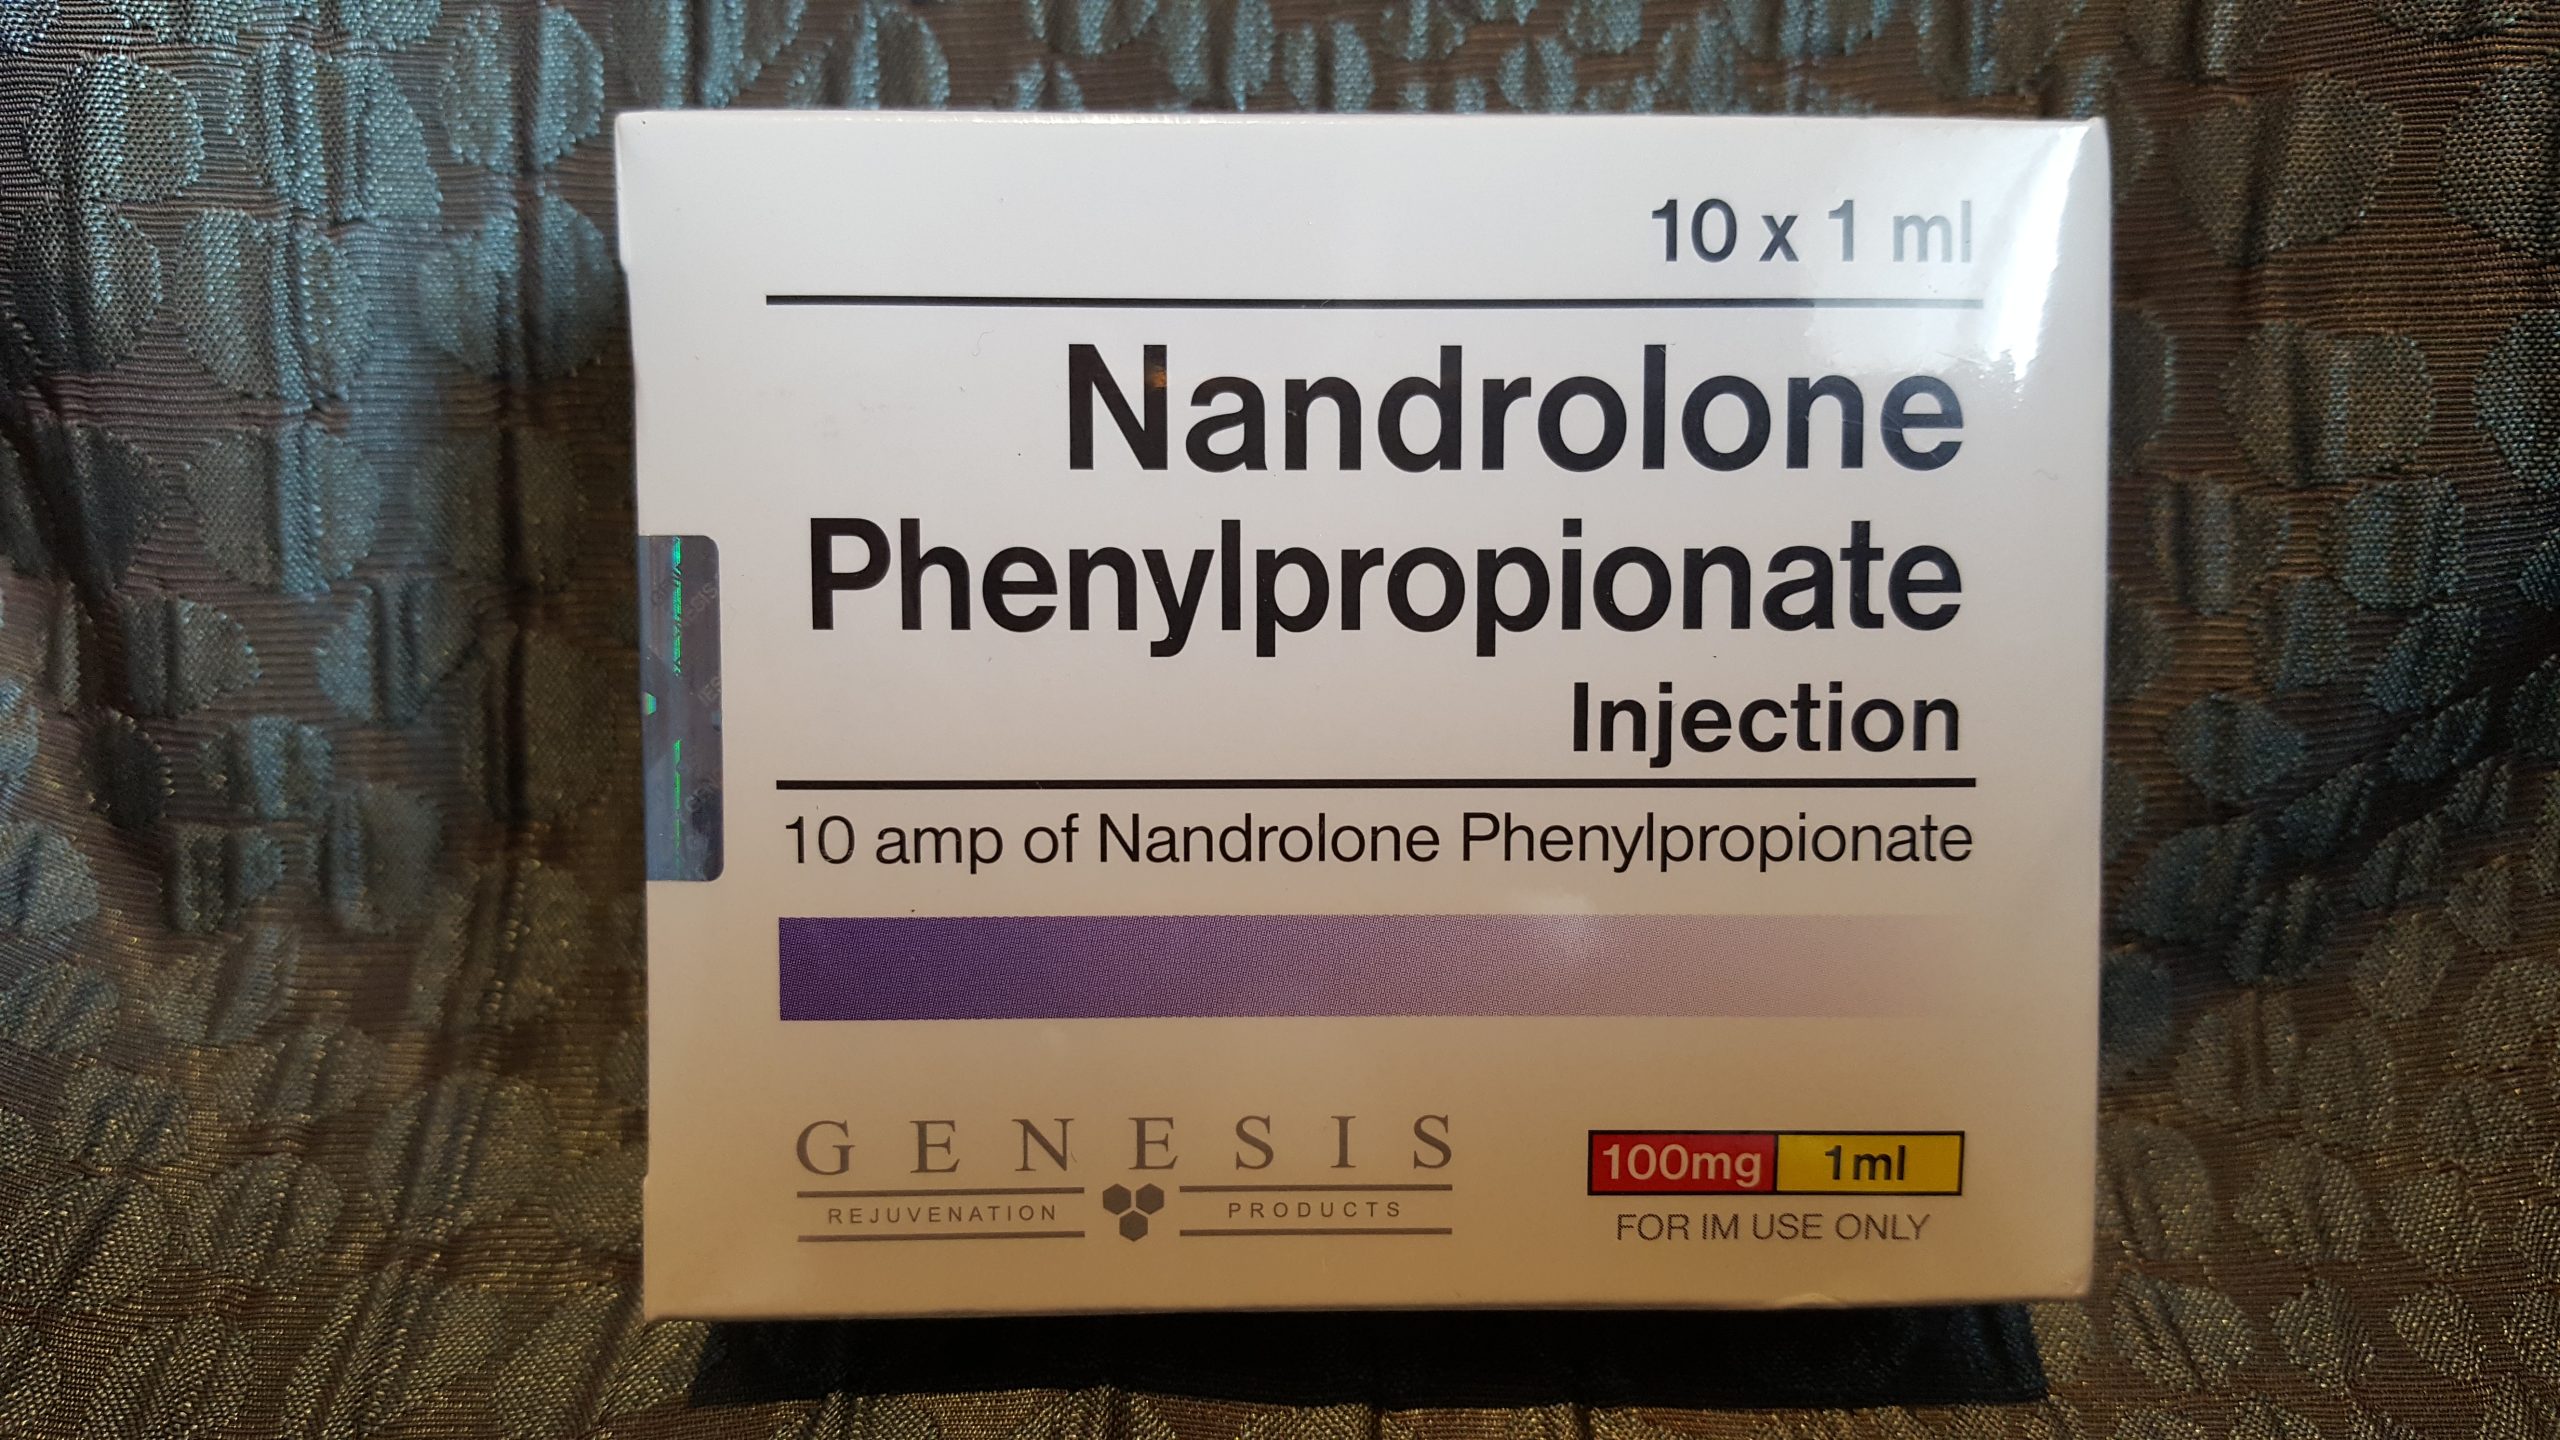 10 x 1 ml
Nandrolone
Phenylpropionate
Injection
10 amp of Nandrolone Phenylpropionate
GENESIS
REJUVENATION PRODUCTS
100mg 1ml
FOR IM USE ONLY